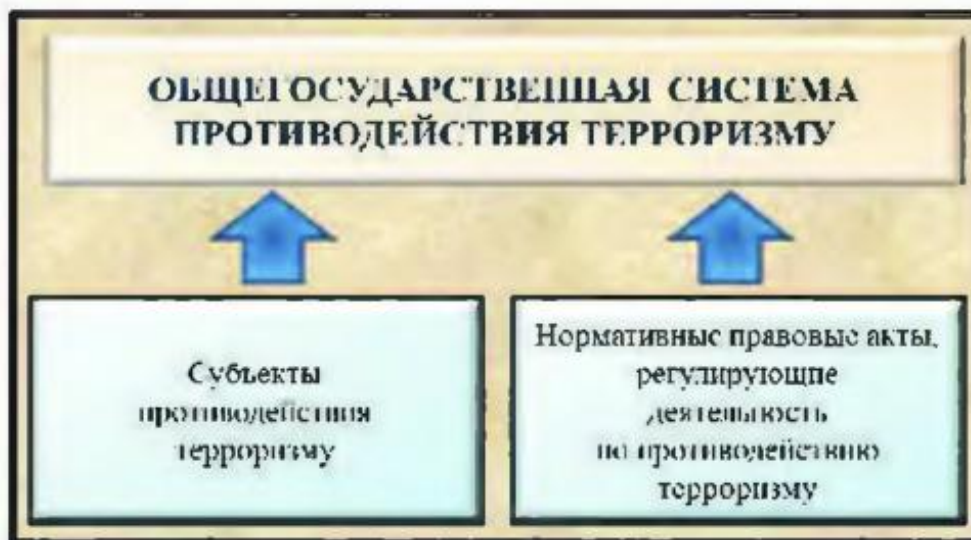 ОБЩЕГОСУДАРСТВЕННАЯ СИСТЕМА
ПРОТИВОДЕЙСТВИЯ ТЕРРОРИЗМУ
Субъекты
противодействия
терроризму
Нормативные правовые акты,
регулирующие
деятельность
по противодействию
терроризму